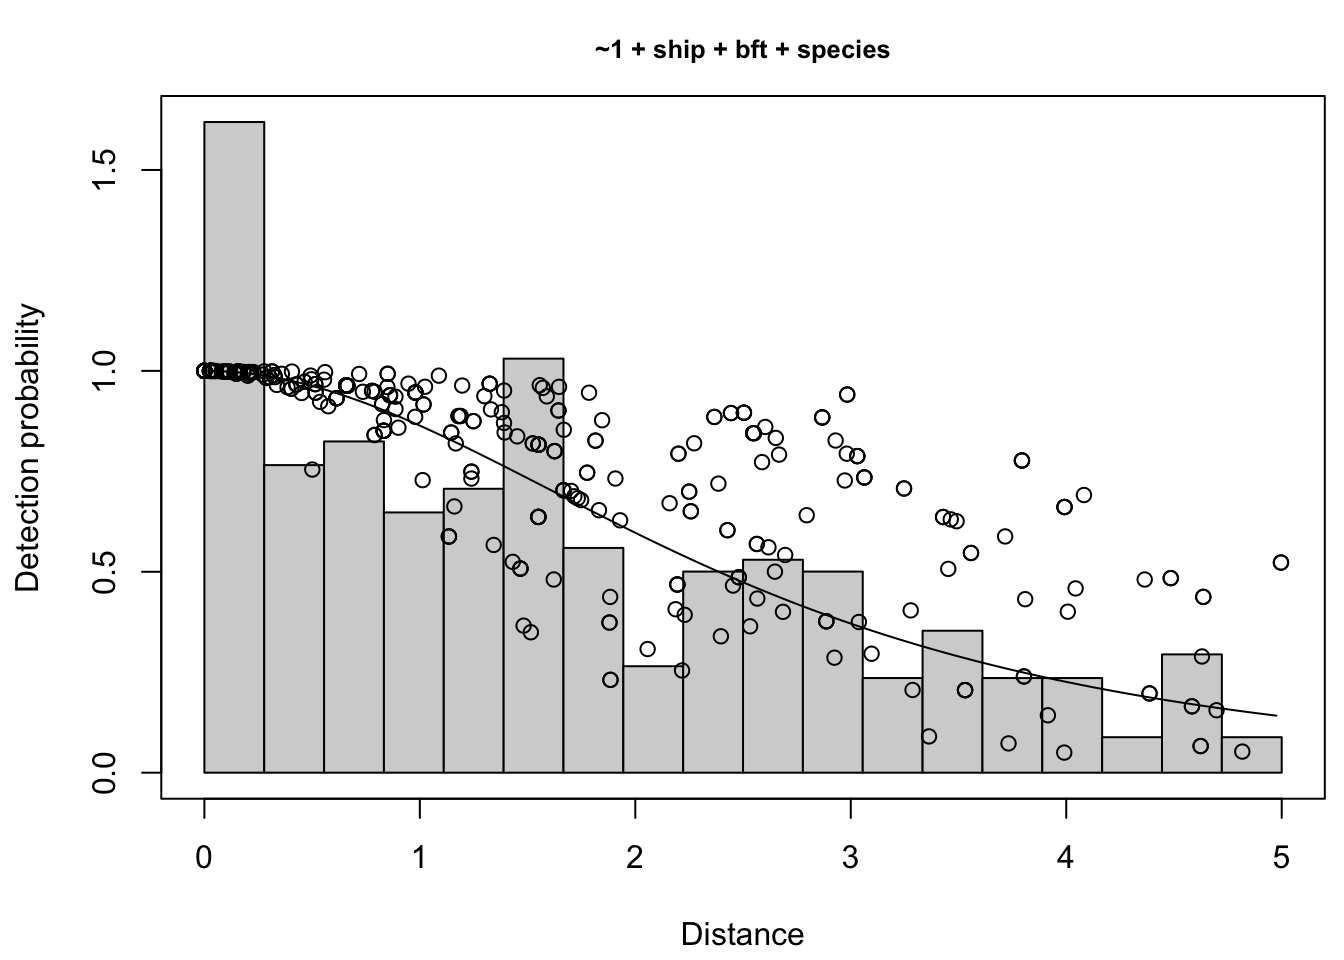 ~1 + ship + bft + species
Detection probability
1.5
1.0
0.5
0.0
0 1 2 3 4 5
Distance